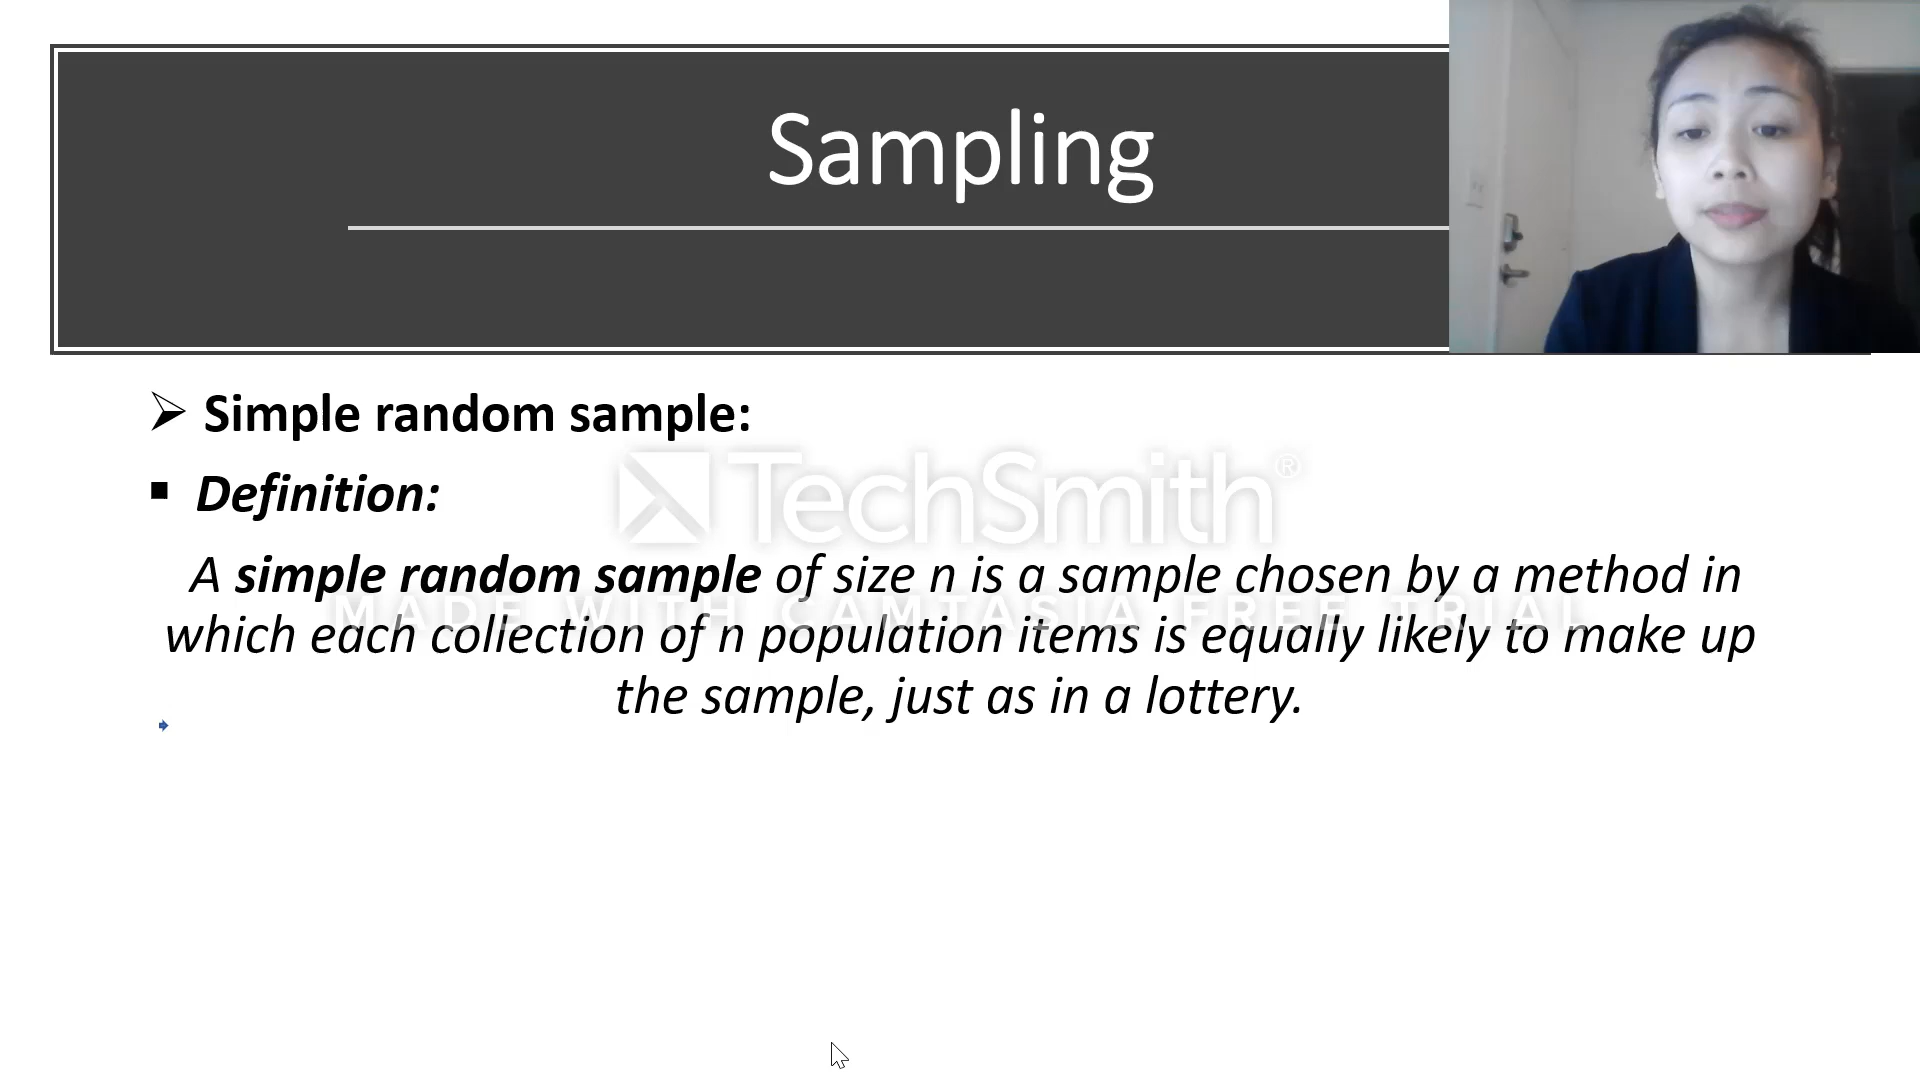 Sampling
Simple random sample:
Definition:
TechSmith®
A simple random sample of size n is a sample chosen by a method in
MADE WITH CAMTASIA FREE TRIAL
which each collection of n population items is equally likely to make up
the sample, just as in a lottery.